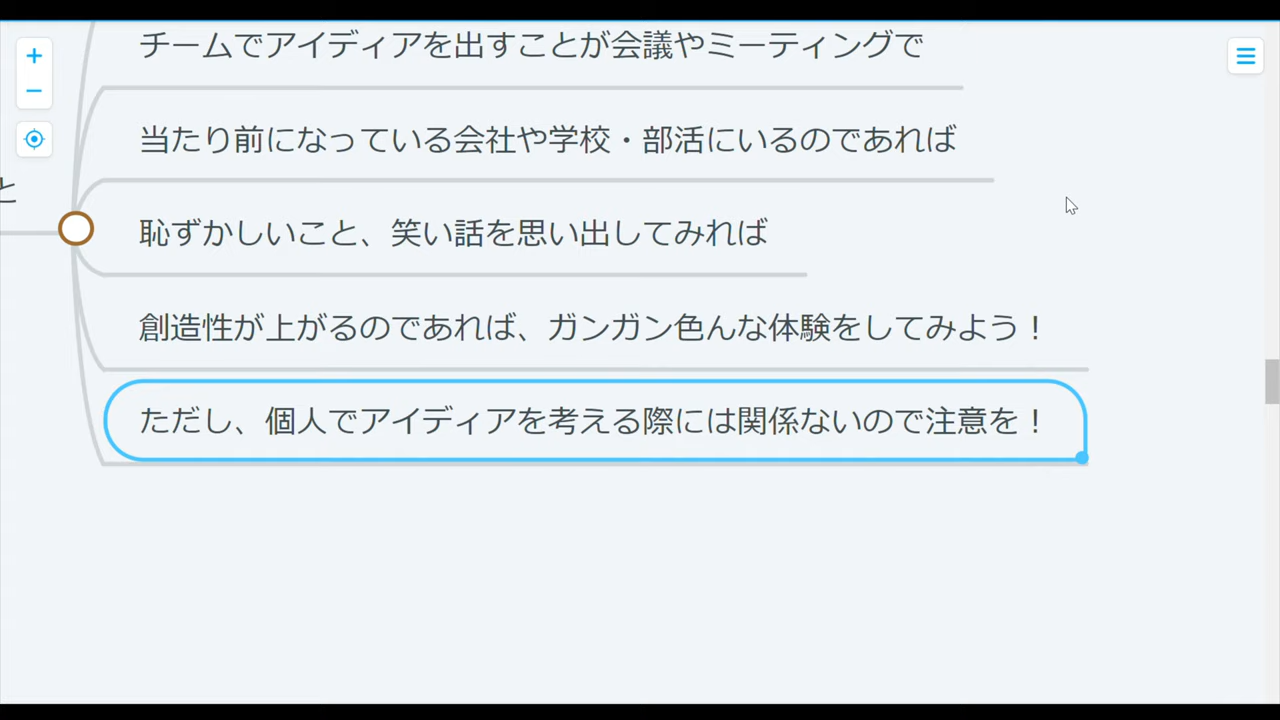 チームでアイディアを出すことが会議やミーティングで
当たり前になっている会社や学校・部活にいるのであれば
と
恥ずかしいこと、笑い話を思い出してみれば
創造性が上がるのであれば、ガンガン色んな体験をしてみよう！
ただし、個人でアイディアを考える際には関係ないので注意を！